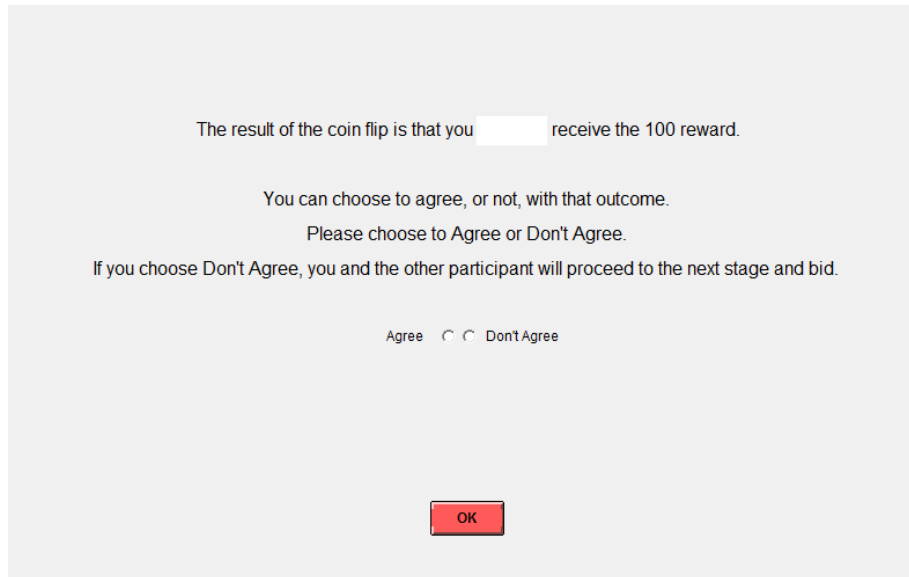 The result of the coin flip is that you receive the 100 reward.
You can choose to agree, or not, with that outcome.
Please choose to Agree or Don't Agree.
If you choose Don't Agree, you and the other participant will proceed to the next stage and bid.
Agree Don't Agree
OK